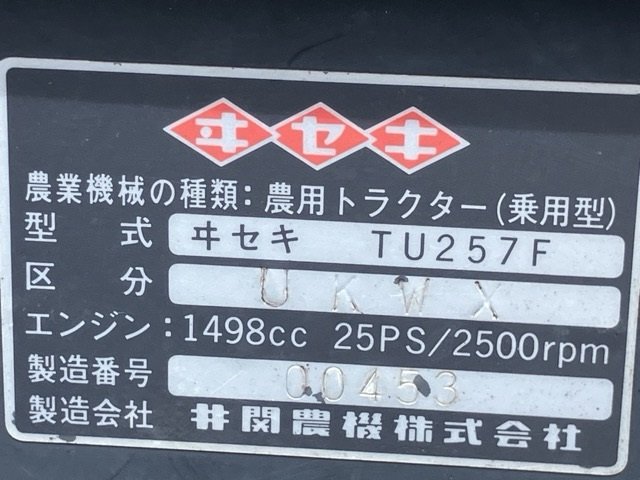 ヰセキ
農業機械の種類:農用トラクター(乗用型)
型式 ヰセキ TU257F
区分 UKWX
エンジン:1498cc 25PS/2500rpm
製造番号 00453
製造会社 井関農機株式会社